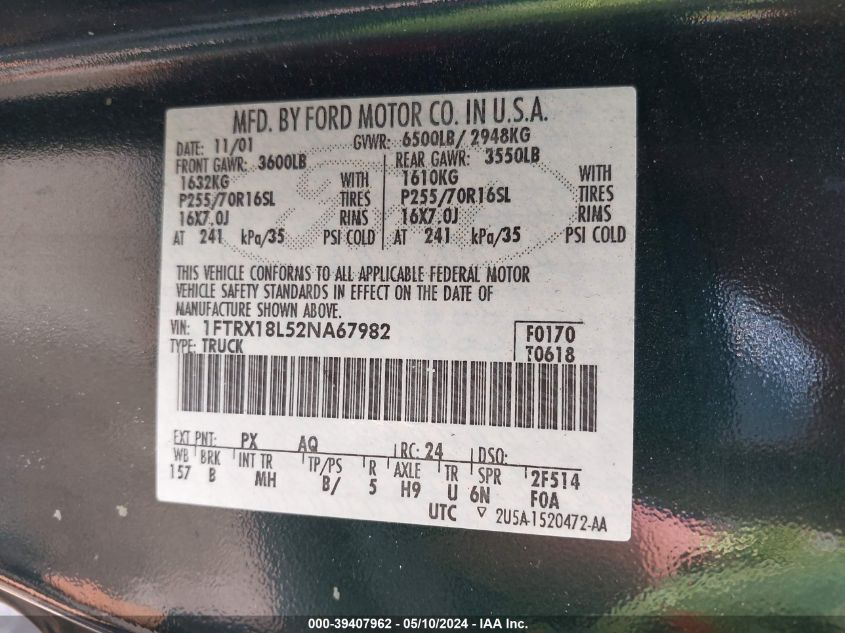 MFD. BY FORD MOTOR CO. IN U.S.A.
DATE: 11/01 GVWR: 6500LB/ 2948KG
FRONT GAWR: 3600LB REAR GAWR: 3550LB
1632KG WITH 1610KG WITH
P255/70R16SL TIRES P255/70R16SL TIRES
16X7.0J RIMS 16X7.0J RIMS
AT 241 kPa/35 PSI COLD AT 241 kPa/35 PSI COLD
THIS VEHICLE CONFORMS TO ALL APPLICABLE FEDERAL MOTOR
VEHICLE SAFETY STANDARDS IN EFFECT ON THE DATE OF
MANUFACTURE SHOWN ABOVE.
VIN: 1FTRX18L52NA67982 F0170
TYPE: TRUCK T0618
EXT PNT: PX AQ RC: 24 DSO:
WB BRK INT TR TP/PS R AXLE TR SPR 2F514
157 B MH B/ 5 H9 U 6N F0A
UTC ▽ 2U5A-1520472-AA
000-39407962 - 05/10/2024 - IAA Inc.